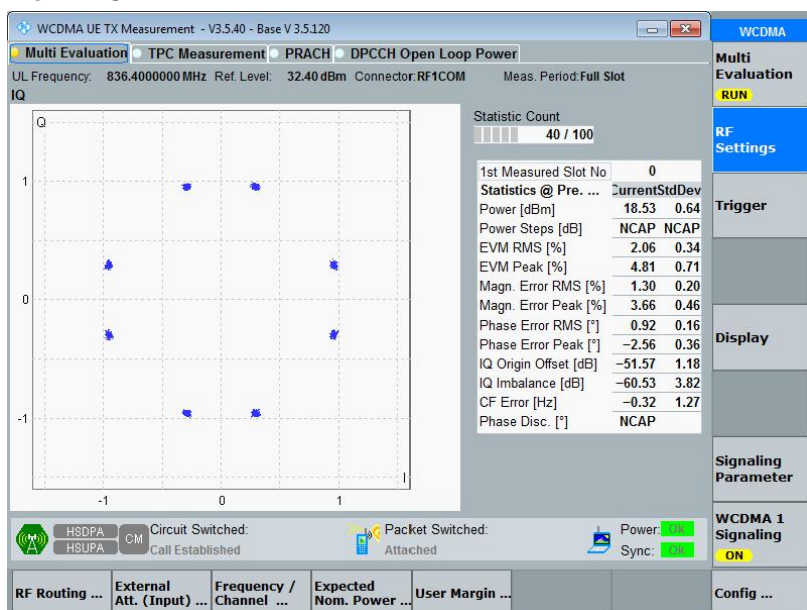 WCDMA UE TX Measurement - V3.5.40 - Base V 3.5.120
WCDMA
Multi Evaluation TPC Measurement PRACH DPCCH Open Loop Power
Multi Evaluation
RUN
UL Frequency: 836.4000000 MHz Ref. Level: 32.40 dBm Connector: RF1COM Meas. Period: Full Slot
IQ
Q
1
0
-1
-1 0 1
I
Statistic Count
40 / 100
1st Measured Slot No 0
Statistics @ Pre. ... Current StdDev
Power [dBm] 18.53 0.64
Power Steps [dB] NCAP NCAP
EVM RMS [%] 2.06 0.34
EVM Peak [%] 4.81 0.71
Magn. Error RMS [%] 1.30 0.20
Magn. Error Peak [%] 3.66 0.46
Phase Error RMS [°] 0.92 0.16
Phase Error Peak [°] −2.56 0.36
IQ Origin Offset [dB] −51.57 1.18
IQ Imbalance [dB] −60.53 3.82
CF Error [Hz] −0.32 1.27
Phase Disc. [°] NCAP
RF
Settings
Trigger
Display
Signaling
Parameter
WCDMA 1
Signaling
ON
HSDPA
HSUPA
CM
Circuit Switched:
Call Established
Packet Switched:
Attached
Power: Ok
Sync: Ok
RF Routing ...
External
Att. (Input) ...
Frequency /
Channel ...
Expected
Nom. Power ...
User Margin ...
Config ...